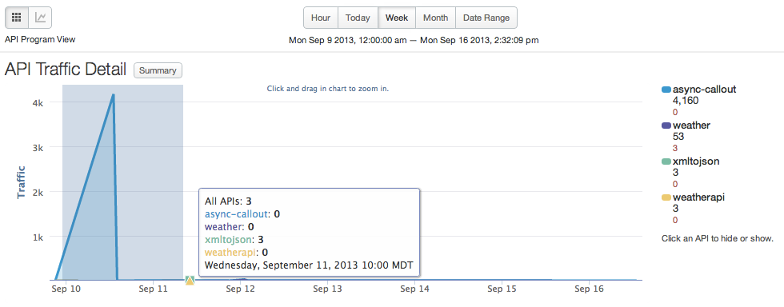 Hour Today Week Month Date Range
API Program View
Mon Sep 9 2013, 12:00:00 am — Mon Sep 16 2013, 2:32:09 pm
API Traffic Detail Summary
Click and drag in chart to zoom in.
4k
3k
2k
1k
Traffic
All APIs: 3
async-callout: 0
weather: 0
xmltojson: 3
weatherapi: 0
Wednesday, September 11, 2013 10:00 MDT
Sep 10 Sep 11 Sep 12 Sep 13 Sep 14 Sep 15 Sep 16
async-callout
4,160
0
weather
53
3
xmltojson
3
0
weatherapi
3
0
Click an API to hide or show.